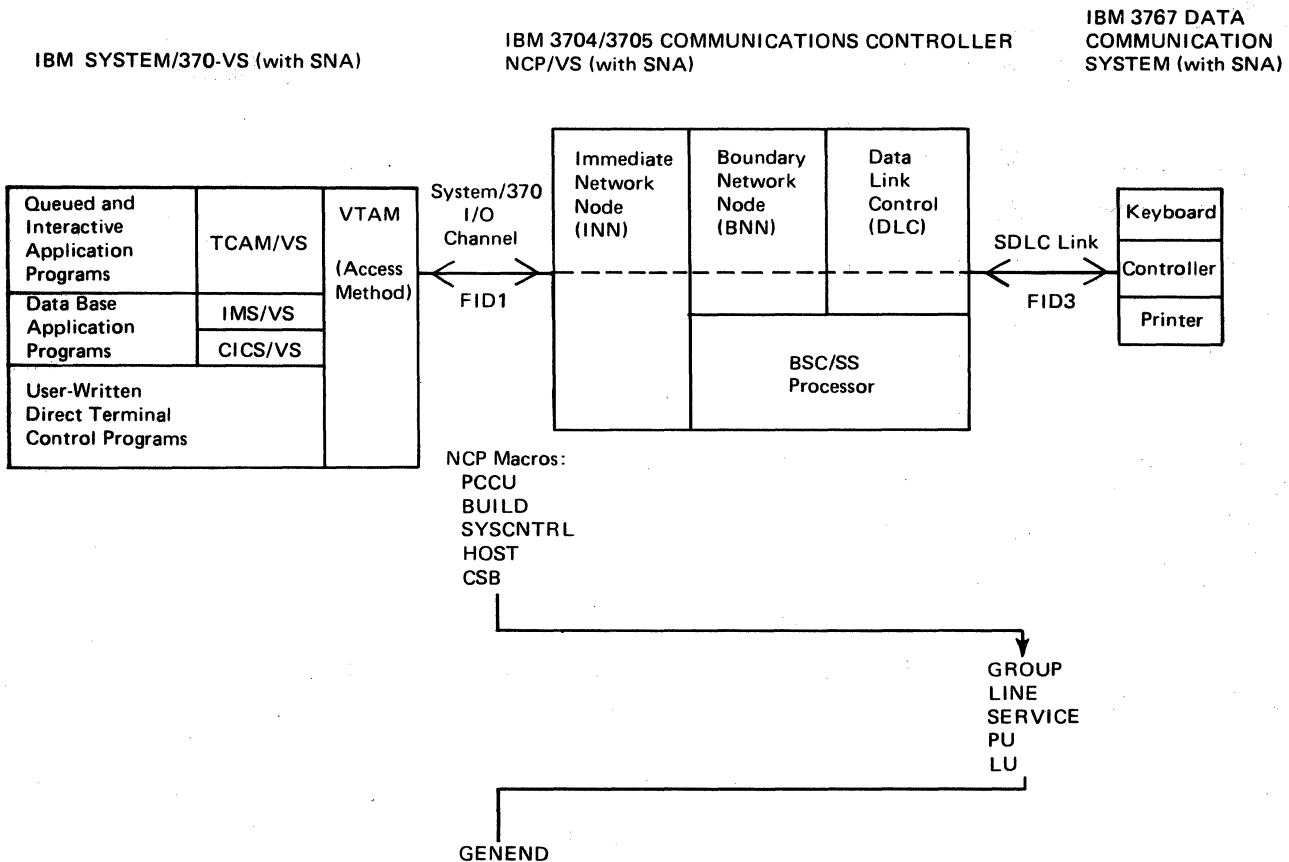 IBM SYSTEM/370-VS (with SNA)
IBM 3704/3705 COMMUNICATIONS CONTROLLER
NCP/VS (with SNA)
IBM 3767 DATA
COMMUNICATION
SYSTEM (with SNA)
Queued and
Interactive
Application
Programs
TCAM/VS
VTAM
(Access
Method)
Data Base
Application
Programs
IMS/VS
CICS/VS
User-Written
Direct Terminal
Control Programs
System/370
I/O
Channel
FID1
Immediate
Network
Node
(INN)
Boundary
Network
Node
(BNN)
Data
Link
Control
(DLC)
BSC/SS
Processor
SDLC Link
FID3
Keyboard
Controller
Printer
NCP Macros:
PCCU
BUILD
SYSCNTRL
HOST
CSB
GROUP
LINE
SERVICE
PU
LU
GENEND